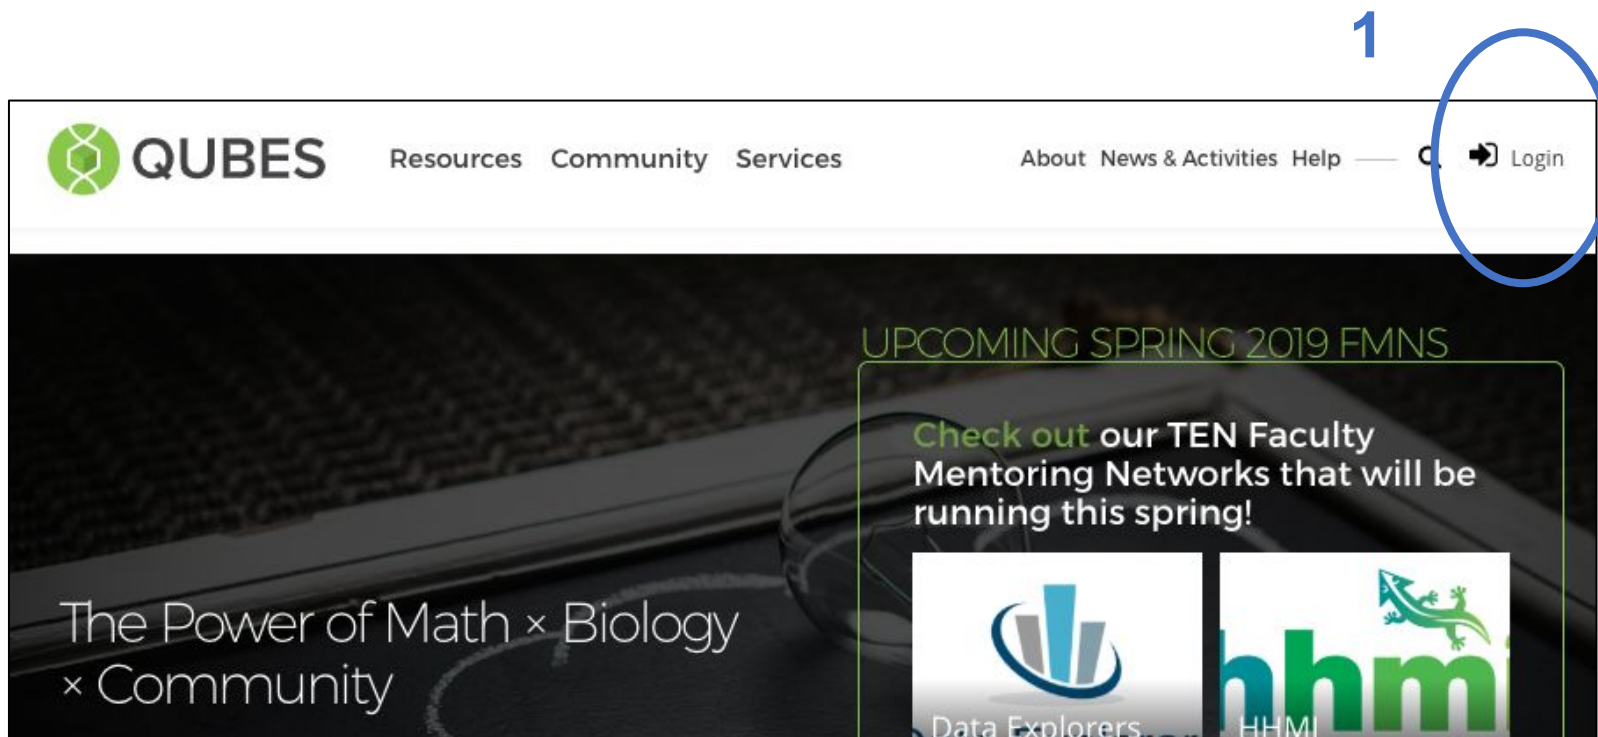 1
QUBES Resources Community Services About News & Activities Help Login
UPCOMING SPRING 2019 FMNS
Check out our TEN Faculty
Mentoring Networks that will be
running this spring!
The Power of Math × Biology
× Community
hhmi
Data Explorers
HHMI